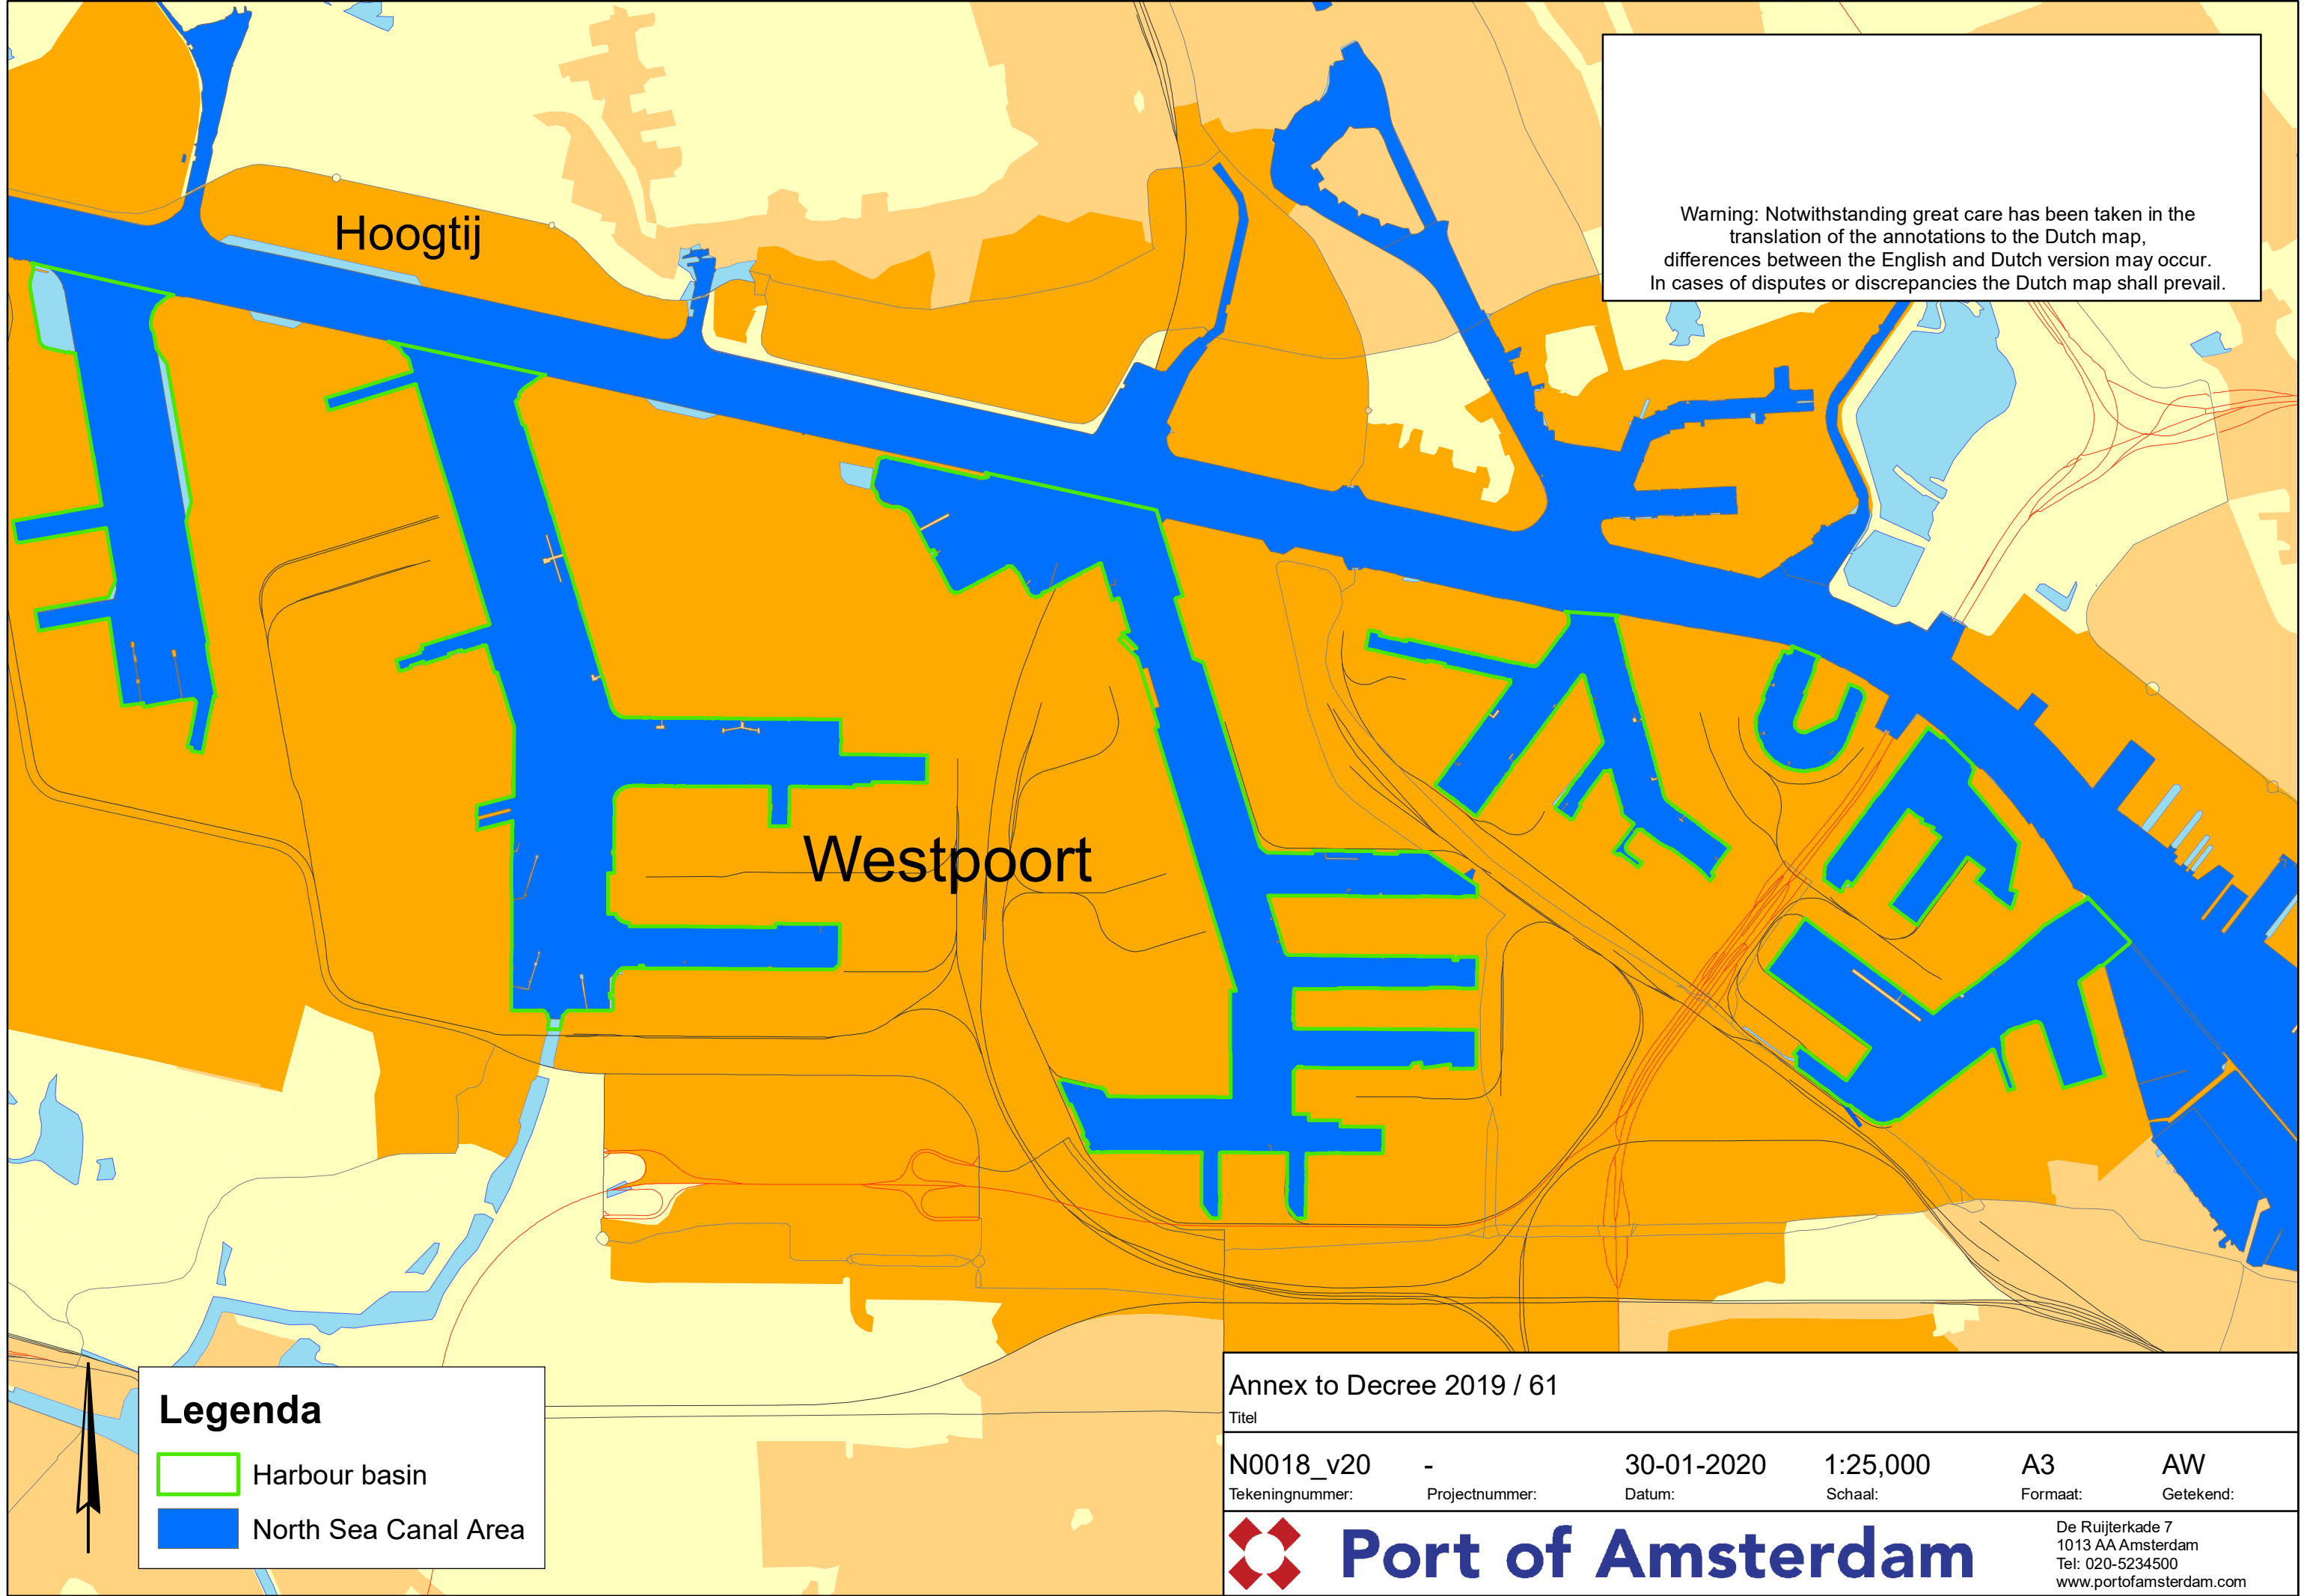 Hoogtij
Warning: Notwithstanding great care has been taken in the
translation of the annotations to the Dutch map,
differences between the English and Dutch version may occur.
In cases of disputes or discrepancies the Dutch map shall prevail.
Westpoort
Legenda
Harbour basin
North Sea Canal Area
Annex to Decree 2019 / 61
Titel
N0018_v20 - 30-01-2020 1:25,000 A3 AW
Tekeningnummer: Projectnummer: Datum: Schaal: Formaat: Getekend:
Port of Amsterdam
De Ruijterkade 7
1013 AA Amsterdam
Tel: 020-5234500
www.portofamsterdam.com